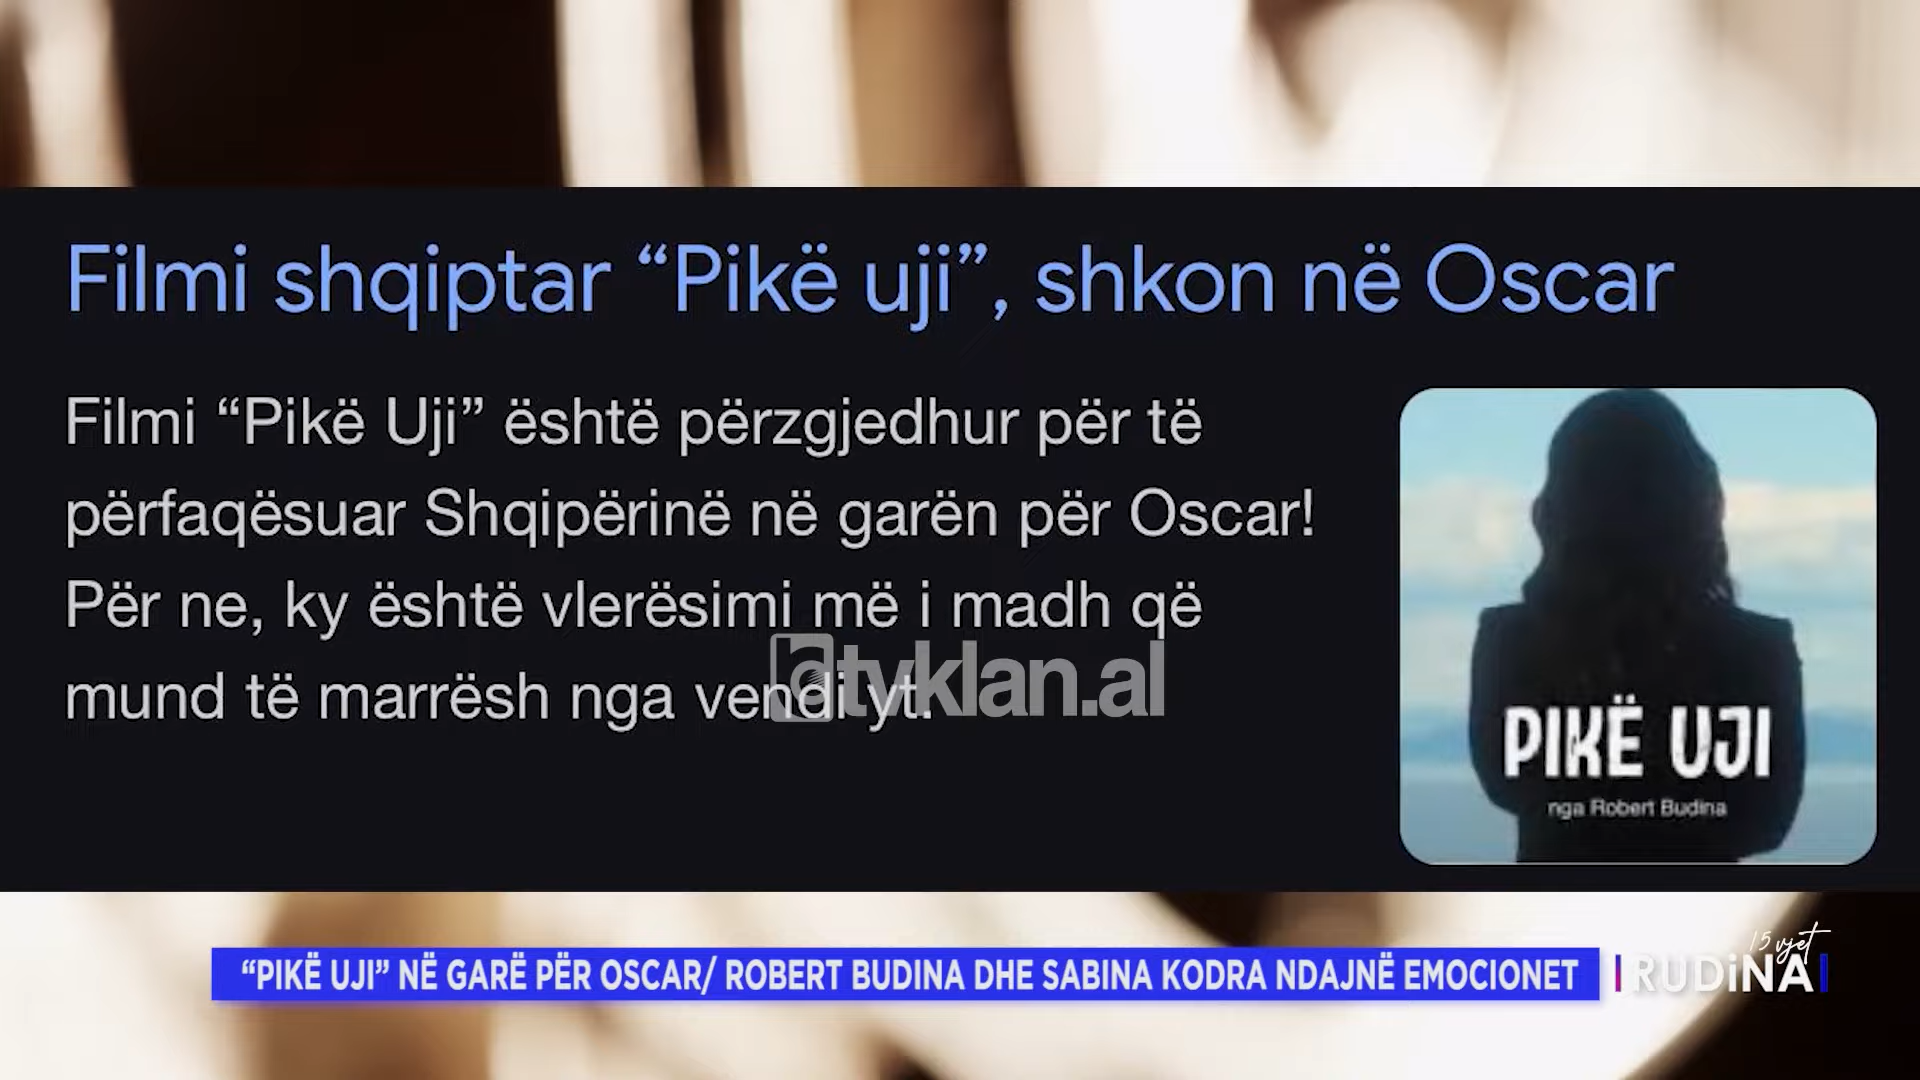 Filmi shqiptar “Pikë uji”, shkon në Oscar
Filmi “Pikë Uji” është përzgjedhur për të
përfaqësuar Shqipërinë në garën për Oscar!
Për ne, ky është vlerësimi më i madh që
mund të marrësh nga vendi yt.
tvklan.al
PIKË UJI
nga Robert Budina
“PIKË UJI” NË GARË PËR OSCAR/ ROBERT BUDINA DHE SABINA KODRA NDAJNË EMOCIONET
15 vjet
RUDiNA